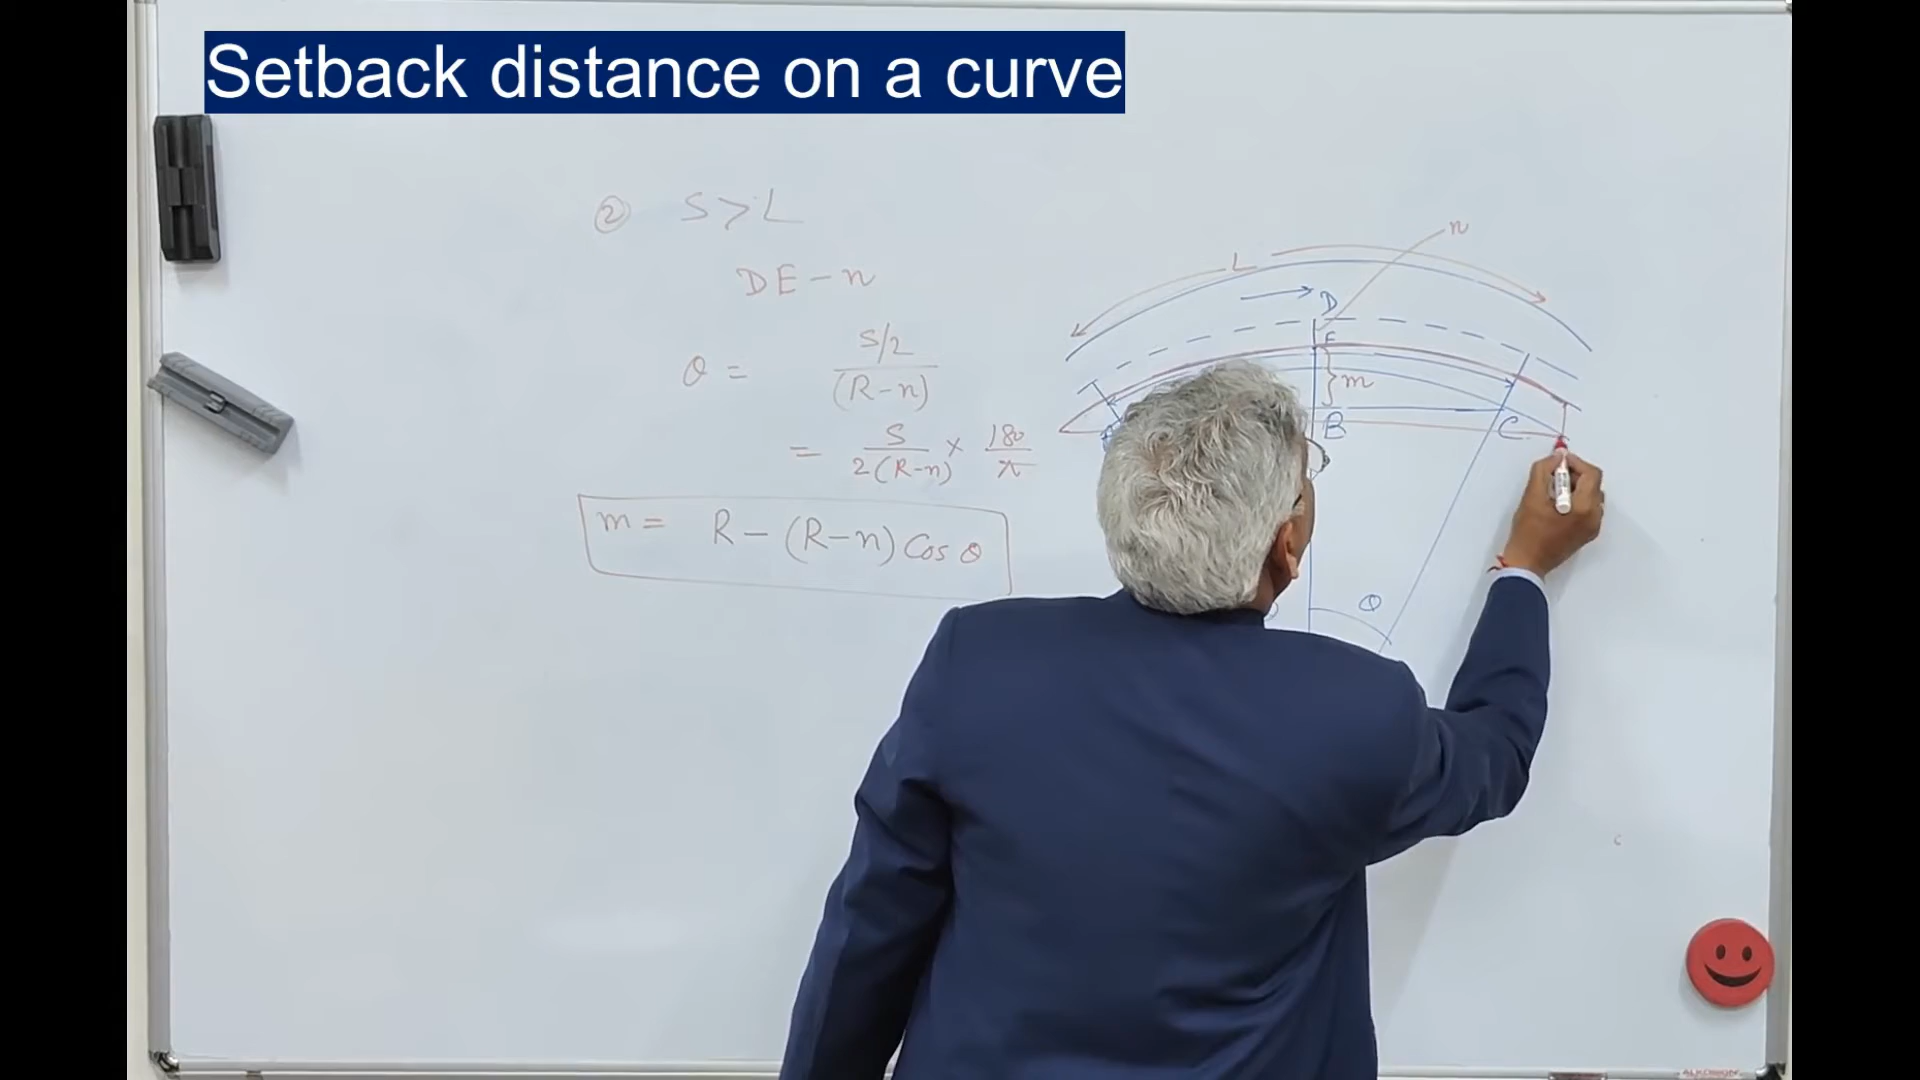 Setback distance on a curve
② S > L
DE - n
θ = S/2 / (R-n)
= S / 2(R-n) × 180 / π
m = R - (R-n) Cos θ
n
L
D
E
m
B
C
θ